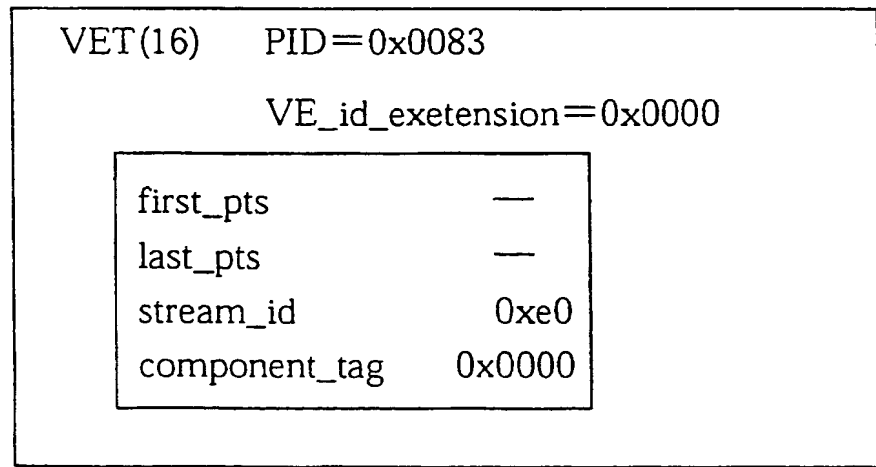 VET(16) PID=0x0083
VE_id_exetension=0x0000
first_pts —
last_pts —
stream_id 0xe0
component_tag 0x0000